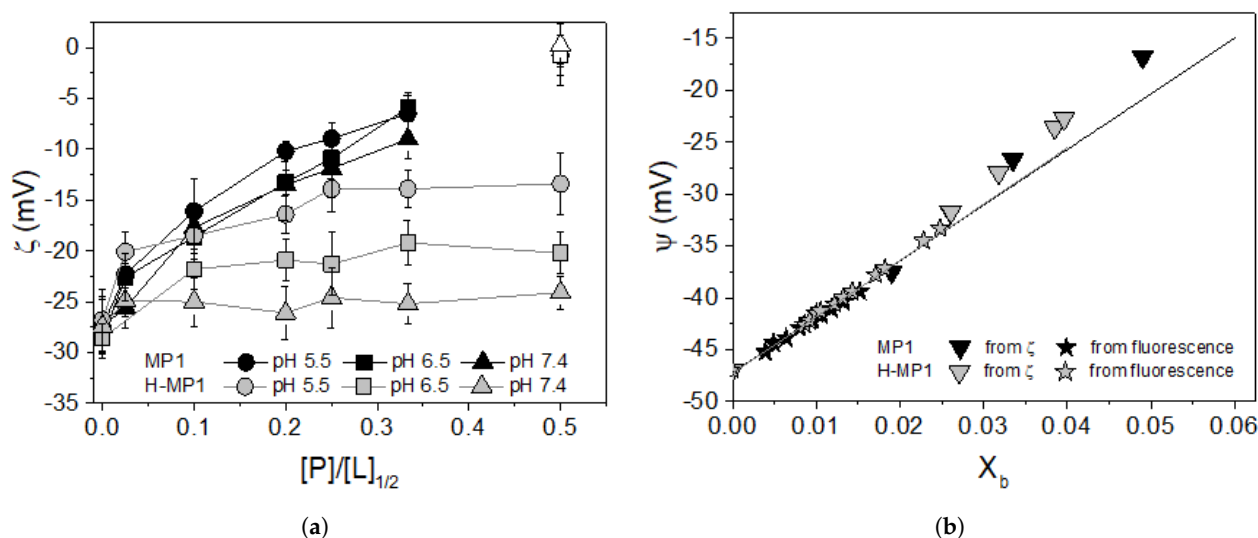 0
-5
-10
-15
-20
-25
-30
-35
ζ (mV)
MP1 pH 5.5 pH 6.5 pH 7.4
H-MP1 pH 5.5 pH 6.5 pH 7.4
0.0 0.1 0.2 0.3 0.4 0.5
[P]/[L]1/2
(a)
-15
-20
-25
-30
-35
-40
-45
-50
ψ (mV)
MP1 from ζ from fluorescence
H-MP1 from ζ from fluorescence
0.00 0.01 0.02 0.03 0.04 0.05 0.06
Xb
(b)